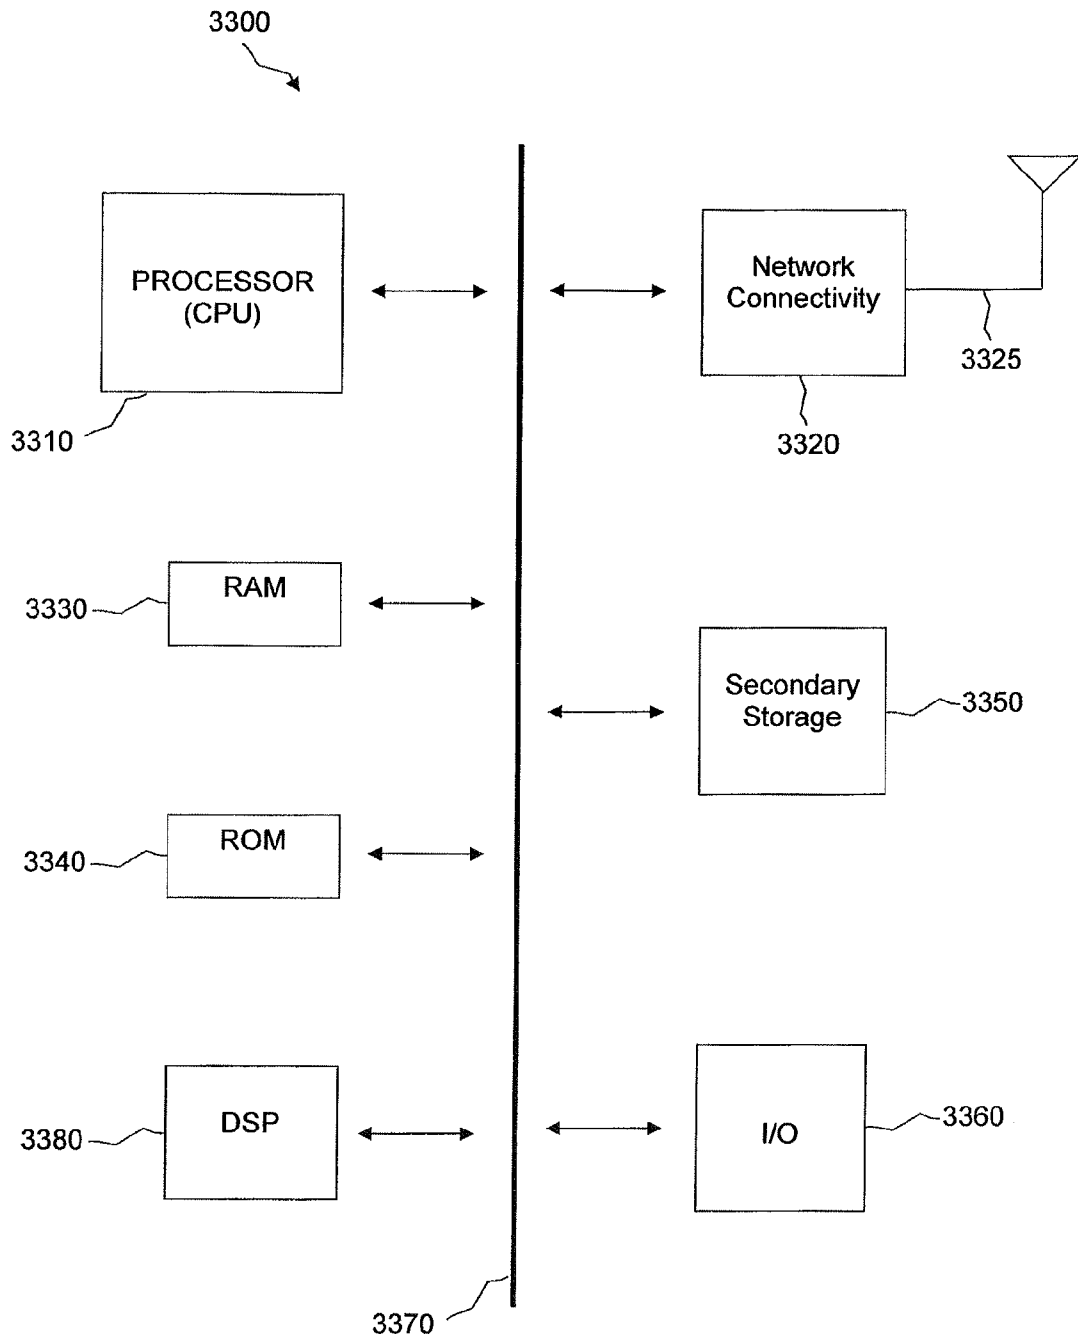 3300
PROCESSOR
(CPU)
3310
Network
Connectivity
3325
3320
RAM
3330
Secondary
Storage
3350
ROM
3340
DSP
3380
I/O
3360
3370